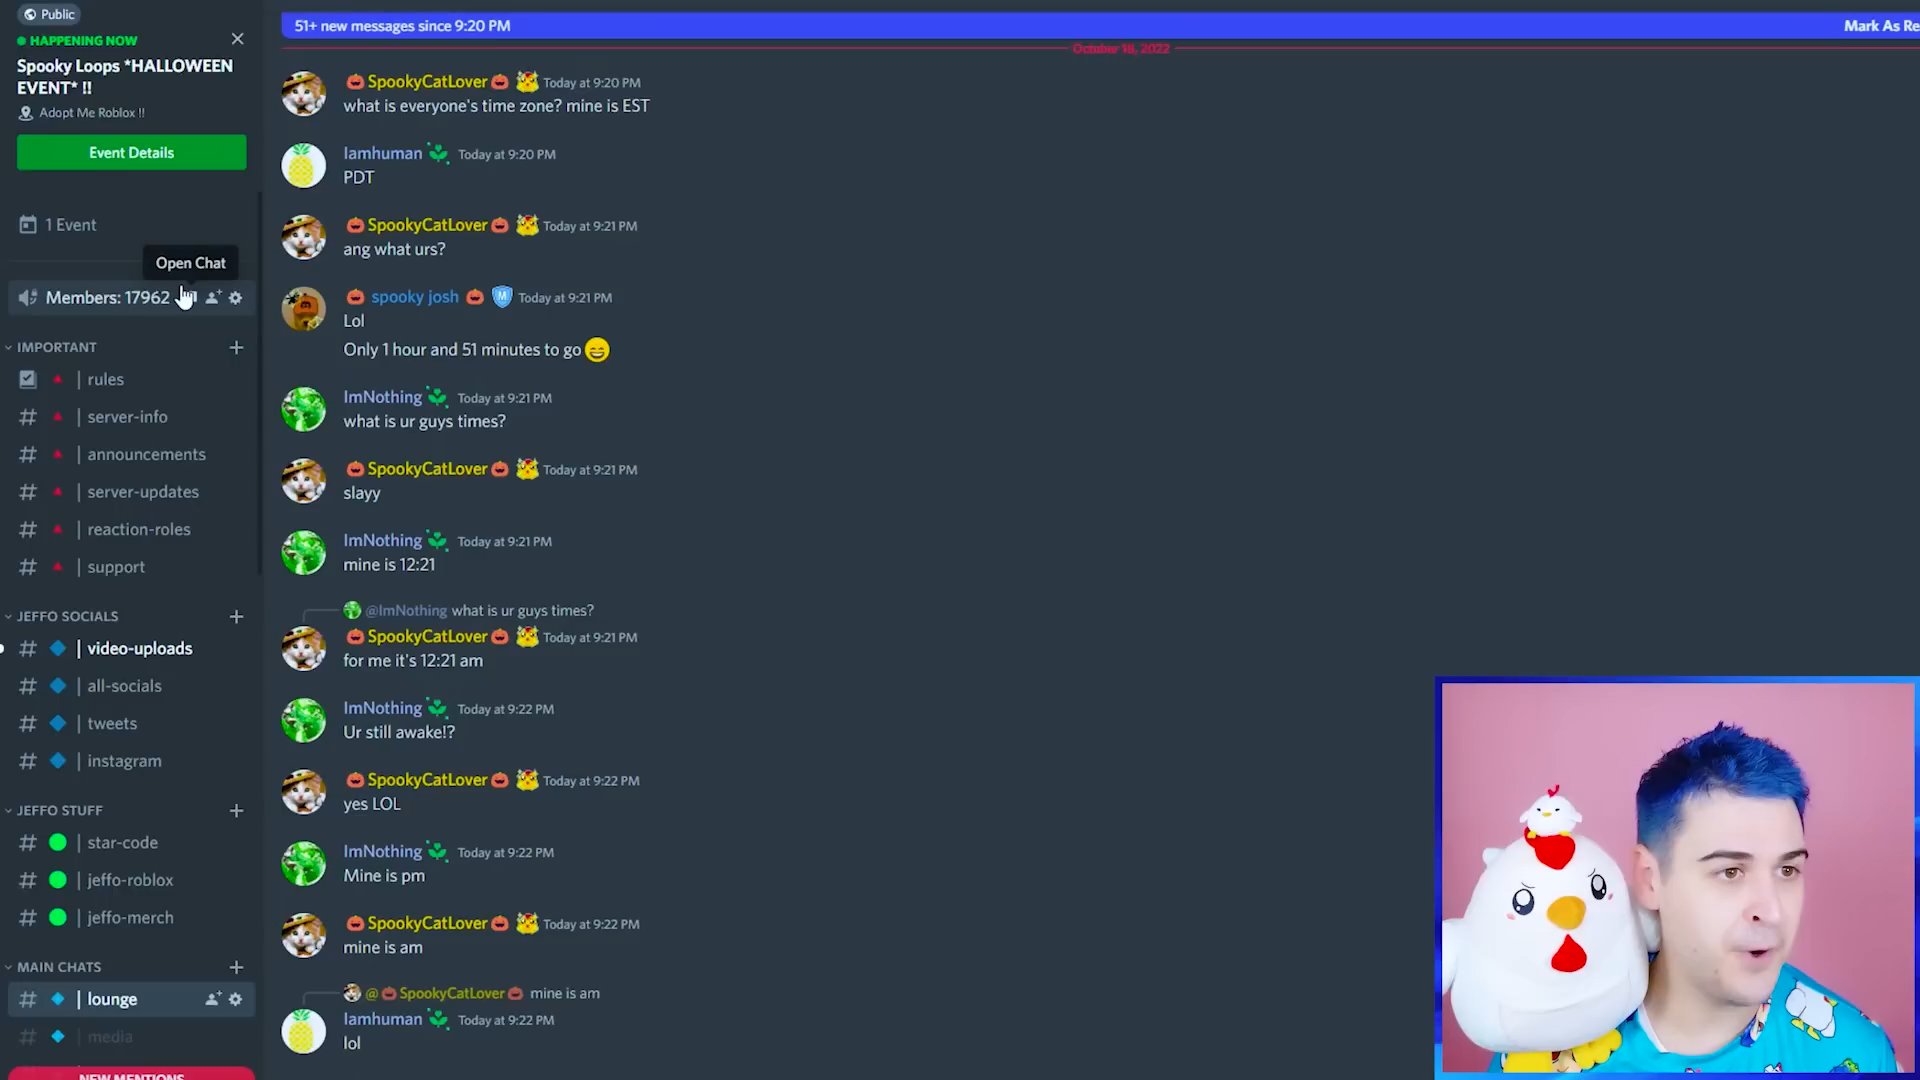 Public
HAPPENING NOW
Spooky Loops *HALLOWEEN
EVENT* !!
Adopt Me Roblox !!
Event Details
1 Event
Open Chat
Members: 17962
IMPORTANT
| rules
| server-info
| announcements
| server-updates
| reaction-roles
| support
JEFFO SOCIALS
| video-uploads
| all-socials
| tweets
| instagram
JEFFO STUFF
| star-code
| jeffo-roblox
| jeffo-merch
MAIN CHATS
| lounge
media
NEW MENTIONS
51+ new messages since 9:20 PM
Mark As Re
October 18, 2022
SpookyCatLover Today at 9:20 PM
what is everyone's time zone? mine is EST
Iamhuman Today at 9:20 PM
PDT
SpookyCatLover Today at 9:21 PM
ang what urs?
spooky josh M Today at 9:21 PM
Lol
Only 1 hour and 51 minutes to go
ImNothing Today at 9:21 PM
what is ur guys times?
SpookyCatLover Today at 9:21 PM
slayy
ImNothing Today at 9:21 PM
mine is 12:21
@ImNothing what is ur guys times?
SpookyCatLover Today at 9:21 PM
for me it's 12:21 am
ImNothing Today at 9:22 PM
Ur still awake!?
SpookyCatLover Today at 9:22 PM
yes LOL
ImNothing Today at 9:22 PM
Mine is pm
SpookyCatLover Today at 9:22 PM
mine is am
@ SpookyCatLover mine is am
Iamhuman Today at 9:22 PM
lol